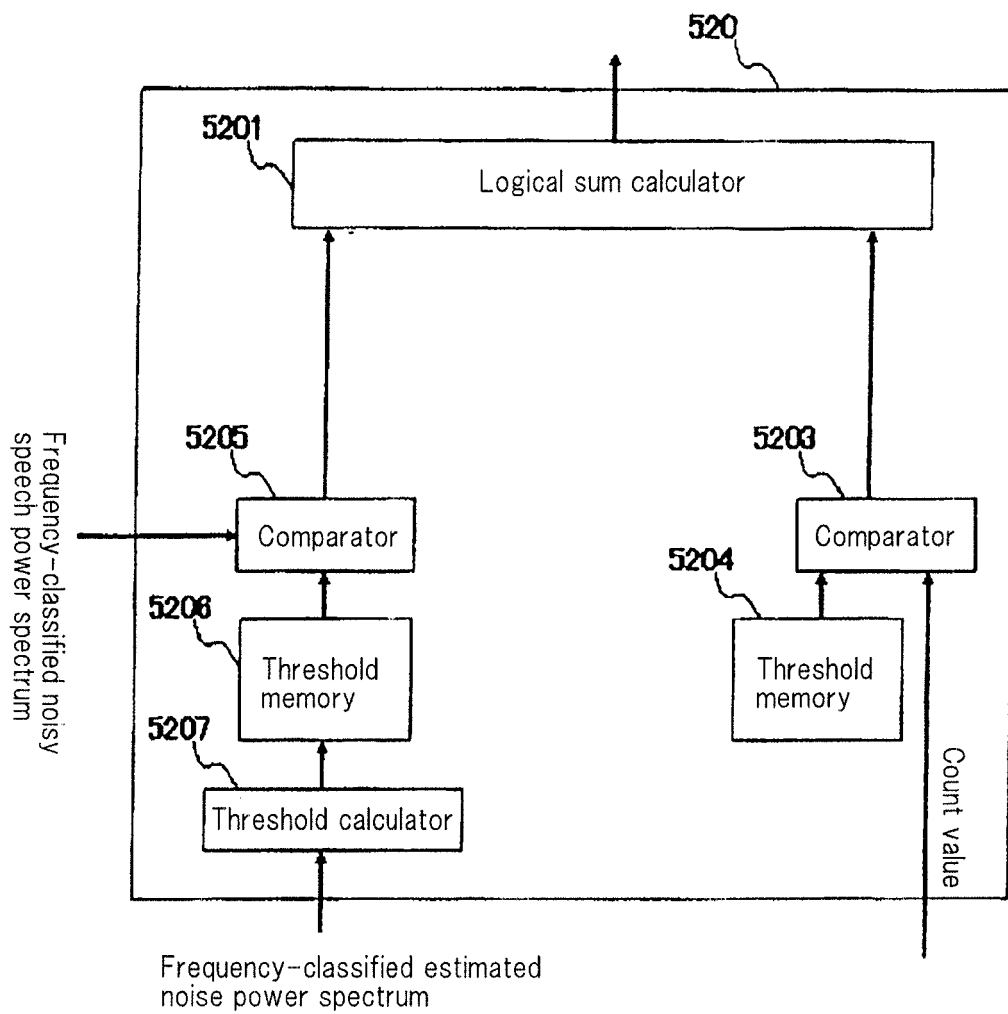 520
5201
Logical sum calculator
5205
5203
Comparator
Comparator
Frequency-classified noisy
speech power spectrum
5206
5204
Threshold
memory
Threshold
memory
5207
Threshold calculator
Count value
Frequency-classified estimated
noise power spectrum